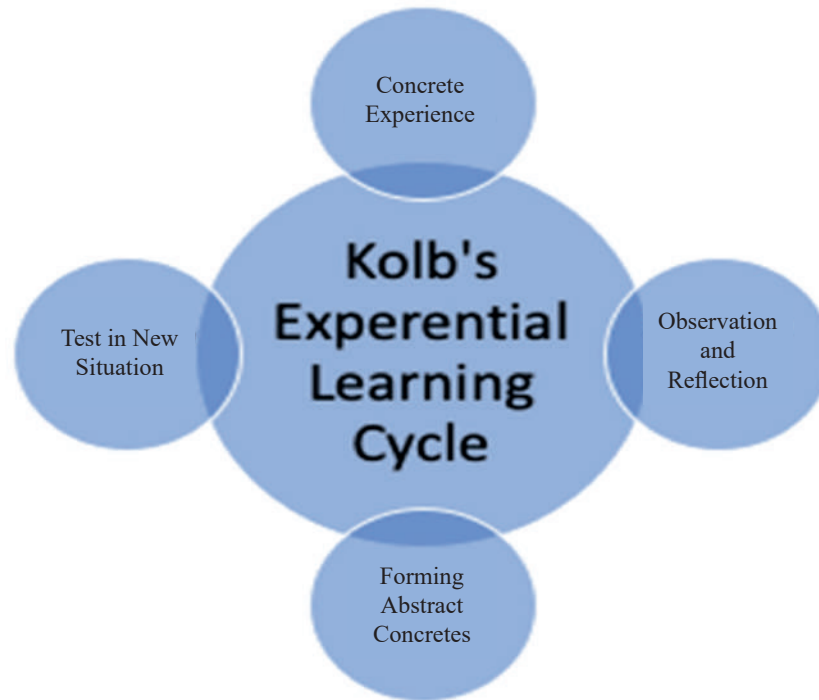 Concrete
Experience
Kolb's
Experential
Learning
Cycle
Test in New
Situation
Observation
and
Reflection
Forming
Abstract
Concretes